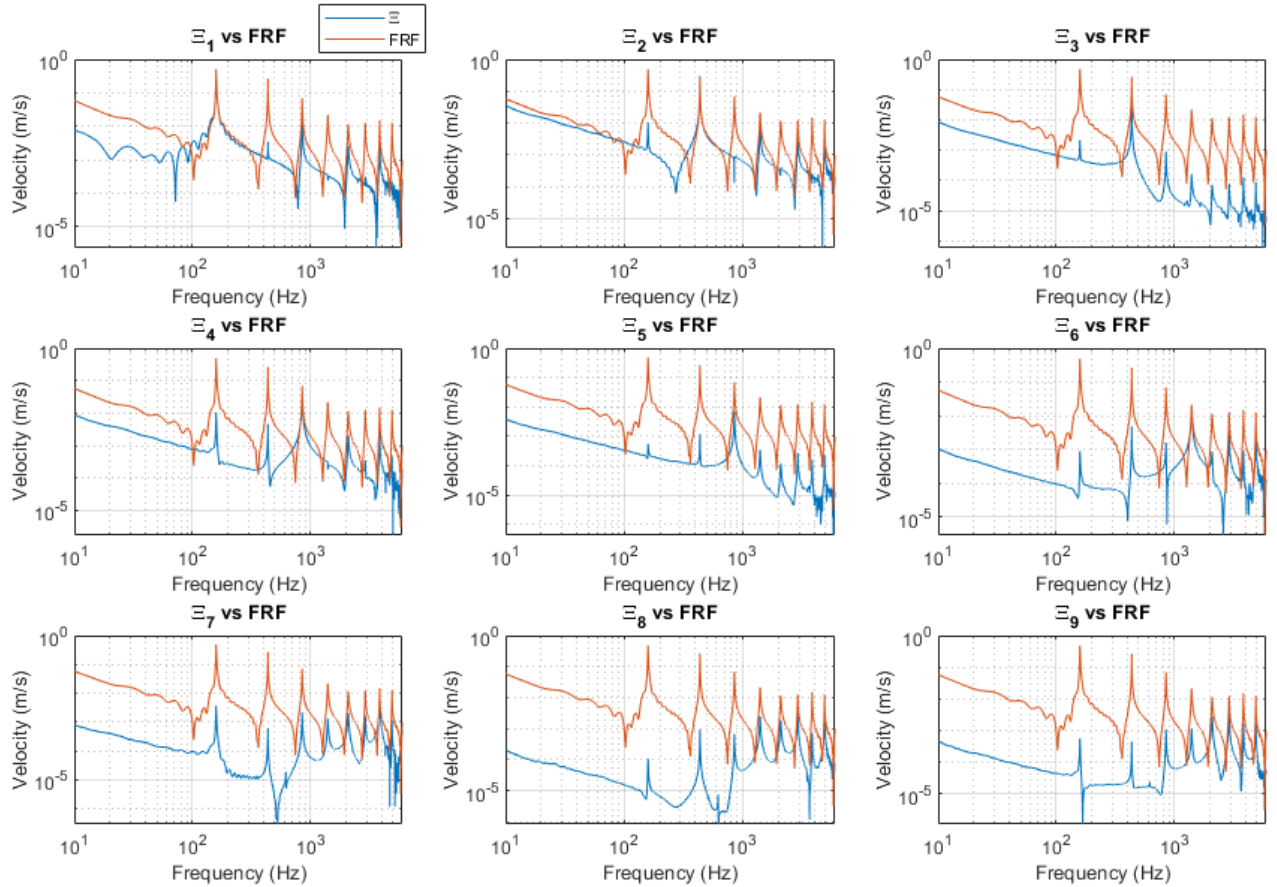 Ξ
FRF
Ξ1 vs FRF
Ξ2 vs FRF
Ξ3 vs FRF
10^0
10^-5
Velocity (m/s)
10^1 10^2 10^3
Frequency (Hz)
10^0
10^-5
Velocity (m/s)
10^1 10^2 10^3
Frequency (Hz)
10^0
10^-5
Velocity (m/s)
10^1 10^2 10^3
Frequency (Hz)
Ξ4 vs FRF
Ξ5 vs FRF
Ξ6 vs FRF
10^0
10^-5
Velocity (m/s)
10^1 10^2 10^3
Frequency (Hz)
10^0
10^-5
Velocity (m/s)
10^1 10^2 10^3
Frequency (Hz)
10^0
10^-5
Velocity (m/s)
10^1 10^2 10^3
Frequency (Hz)
Ξ7 vs FRF
Ξ8 vs FRF
Ξ9 vs FRF
10^0
10^-5
Velocity (m/s)
10^1 10^2 10^3
Frequency (Hz)
10^0
10^-5
Velocity (m/s)
10^1 10^2 10^3
Frequency (Hz)
10^0
10^-5
Velocity (m/s)
10^1 10^2 10^3
Frequency (Hz)